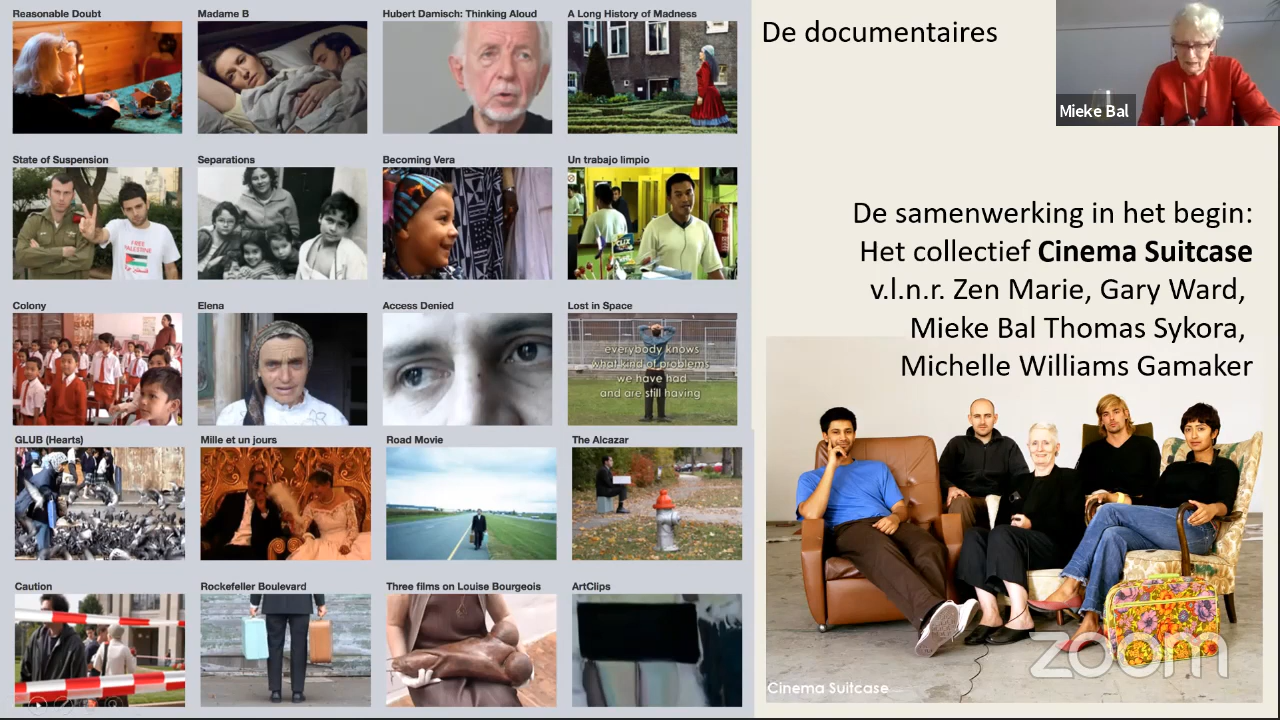 Reasonable Doubt
Madame B
Hubert Damisch: Thinking Aloud
A Long History of Madness
State of Suspension
Separations
Becoming Vera
Un trabajo limpio
FREE
PALESTINE
Colony
Elena
Access Denied
Lost in Space
everybody knows
what kind of problems
we have had
and are still having
GLUB (Hearts)
Mille et un jours
Road Movie
The Alcazar
Caution
Rockefeller Boulevard
Three films on Louise Bourgeois
ArtClips
De documentaires
Mieke Bal
De samenwerking in het begin:
Het collectief Cinema Suitcase
v.l.n.r. Zen Marie, Gary Ward,
Mieke Bal Thomas Sykora,
Michelle Williams Gamaker
Cinema Suitcase
zoom